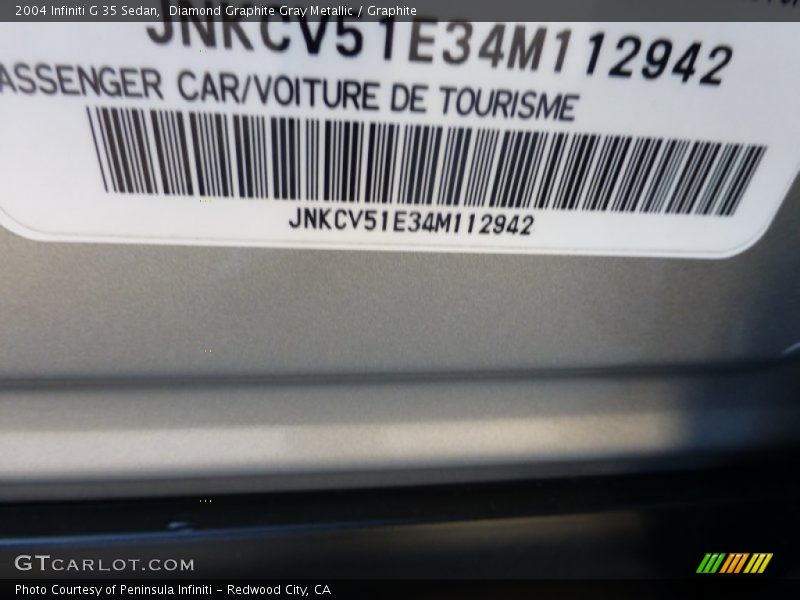 2004 Infiniti G 35 Sedan, Diamond Graphite Gray Metallic / Graphite
JNKCV51E34M112942
PASSENGER CAR/VOITURE DE TOURISME
JNKCV51E34M112942
GTCARLOT.COM
Photo Courtesy of Peninsula Infiniti - Redwood City, CA